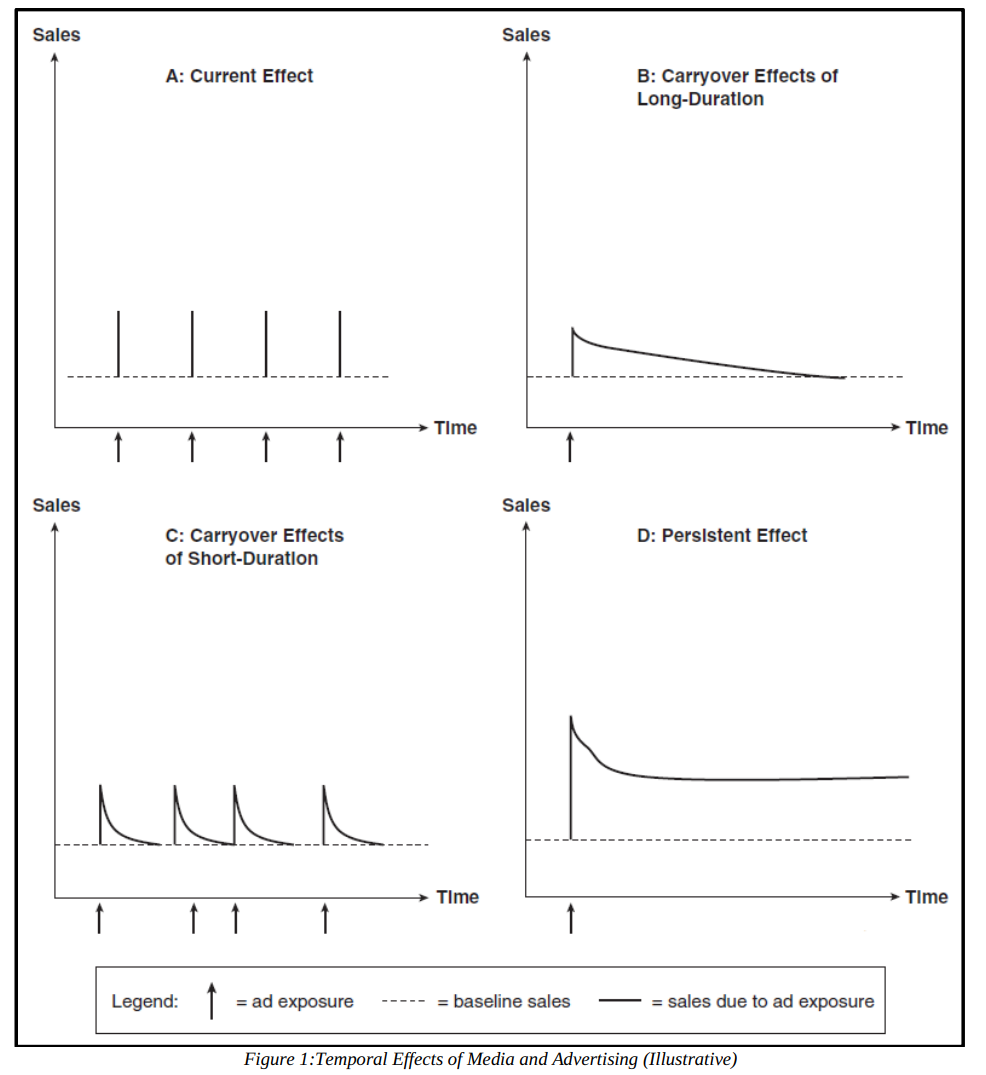 Sales
A: Current Effect
TIme
Sales
B: Carryover Effects of
Long-Duration
TIme
Sales
C: Carryover Effects
of Short-Duration
TIme
Sales
D: PersIstent Effect
TIme
Legend: = ad exposure = baseline sales = sales due to ad exposure
Figure 1:Temporal Effects of Media and Advertising (Illustrative)